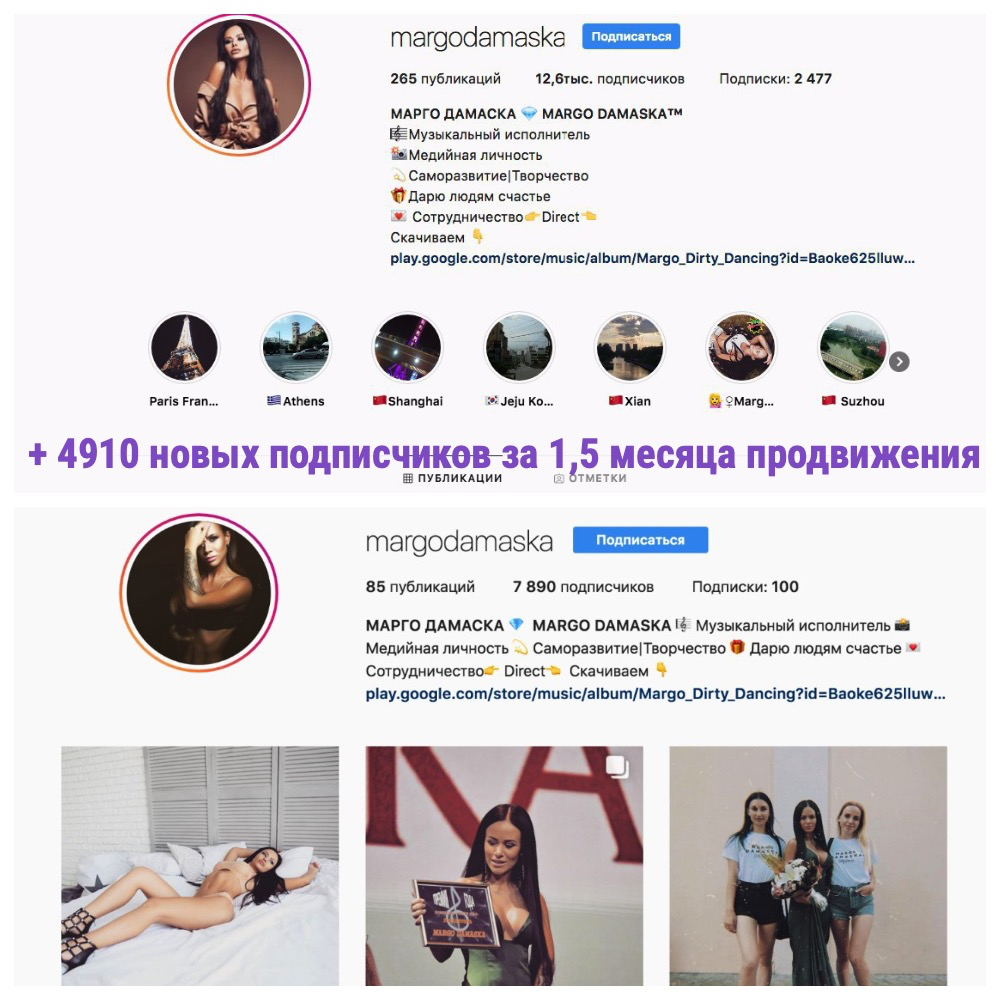 margodamaska Подписаться
265 публикаций 12,6тыс. подписчиков Подписки: 2 477
МАРГО ДАМАСКА 💎 MARGO DAMASKA™
🎼Музыкальный исполнитель
📸Медийная личность
💫Саморазвитие|Творчество
🎁Дарю людям счастье
💌 Сотрудничество👉Direct👈
Скачиваем 👇
play.google.com/store/music/album/Margo_Dirty_Dancing?id=Baoke625lluw...
Paris Fran... 🇬🇷Athens 🇨🇳Shanghai 🇰🇷Jeju Ko... 🇨🇳Xian 👸♀Marg... 🇨🇳 Suzhou
+ 4910 новых подписчиков за 1,5 месяца продвижения
ПУБЛИКАЦИИ ОТМЕТКИ
margodamaska Подписаться
85 публикаций 7 890 подписчиков Подписки: 100
МАРГО ДАМАСКА 💎 MARGO DAMASKA 🎼 Музыкальный исполнитель 📸
Медийная личность 💫 Саморазвитие|Творчество 🎁 Дарю людям счастье 💌
Сотрудничество👉 Direct👈 Скачиваем 👇
play.google.com/store/music/album/Margo_Dirty_Dancing?id=Baoke625lluw...
КА
MARGO DAMASKA